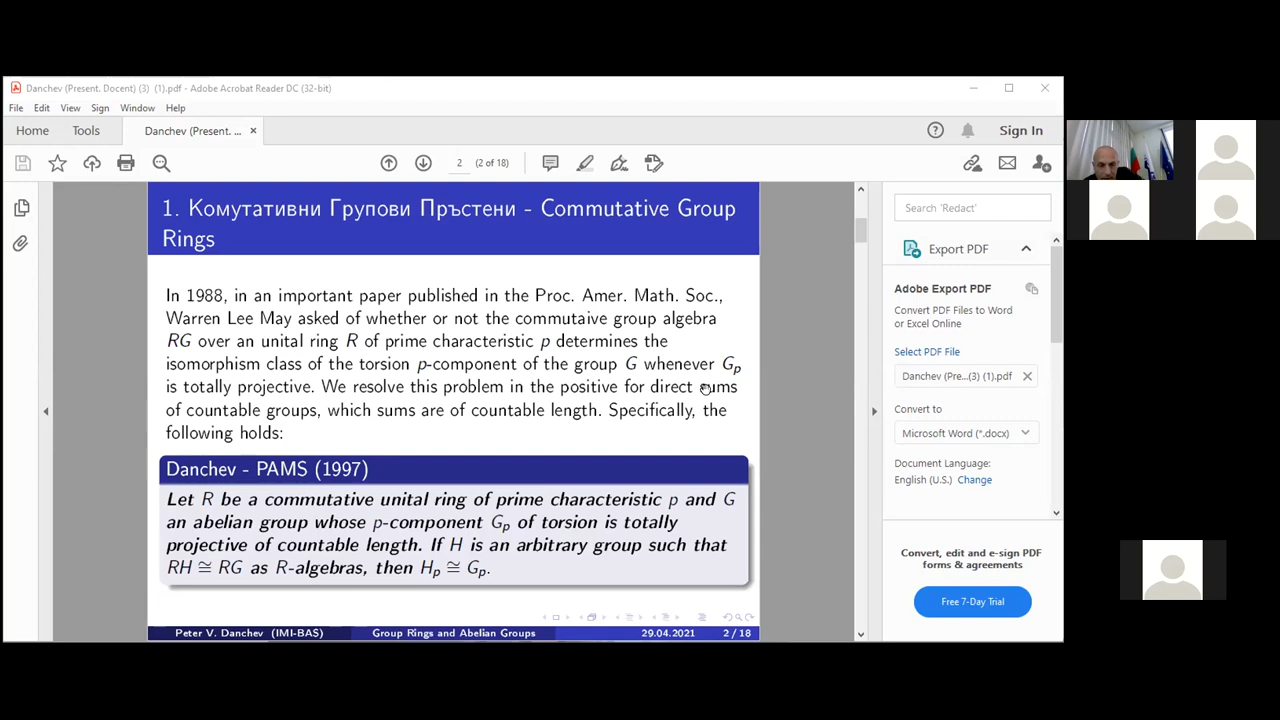 Danchev (Present. Docent) (3) (1).pdf - Adobe Acrobat Reader DC (32-bit)
File Edit View Sign Window Help
Home Tools Danchev (Present. ... ×
Sign In
2 (2 of 18)
1. Комутативни Групови Пръстени - Commutative Group
Rings
In 1988, in an important paper published in the Proc. Amer. Math. Soc.,
Warren Lee May asked of whether or not the commutaive group algebra
RG over an unital ring R of prime characteristic p determines the
isomorphism class of the torsion p-component of the group G whenever Gₚ
is totally projective. We resolve this problem in the positive for direct sums
of countable groups, which sums are of countable length. Specifically, the
following holds:
Danchev - PAMS (1997)
Let R be a commutative unital ring of prime characteristic p and G
an abelian group whose p-component Gₚ of torsion is totally
projective of countable length. If H is an arbitrary group such that
RH ≅ RG as R-algebras, then Hₚ ≅ Gₚ.
Peter V. Danchev (IMI-BAS) Group Rings and Abelian Groups 29.04.2021 2 / 18
Search 'Redact'
Export PDF
Adobe Export PDF
Convert PDF Files to Word
or Excel Online
Select PDF File
Danchev (Pre...(3) (1).pdf ×
Convert to
Microsoft Word (*.docx)
Document Language:
English (U.S.) Change
Convert, edit and e-sign PDF
forms & agreements
Free 7-Day Trial